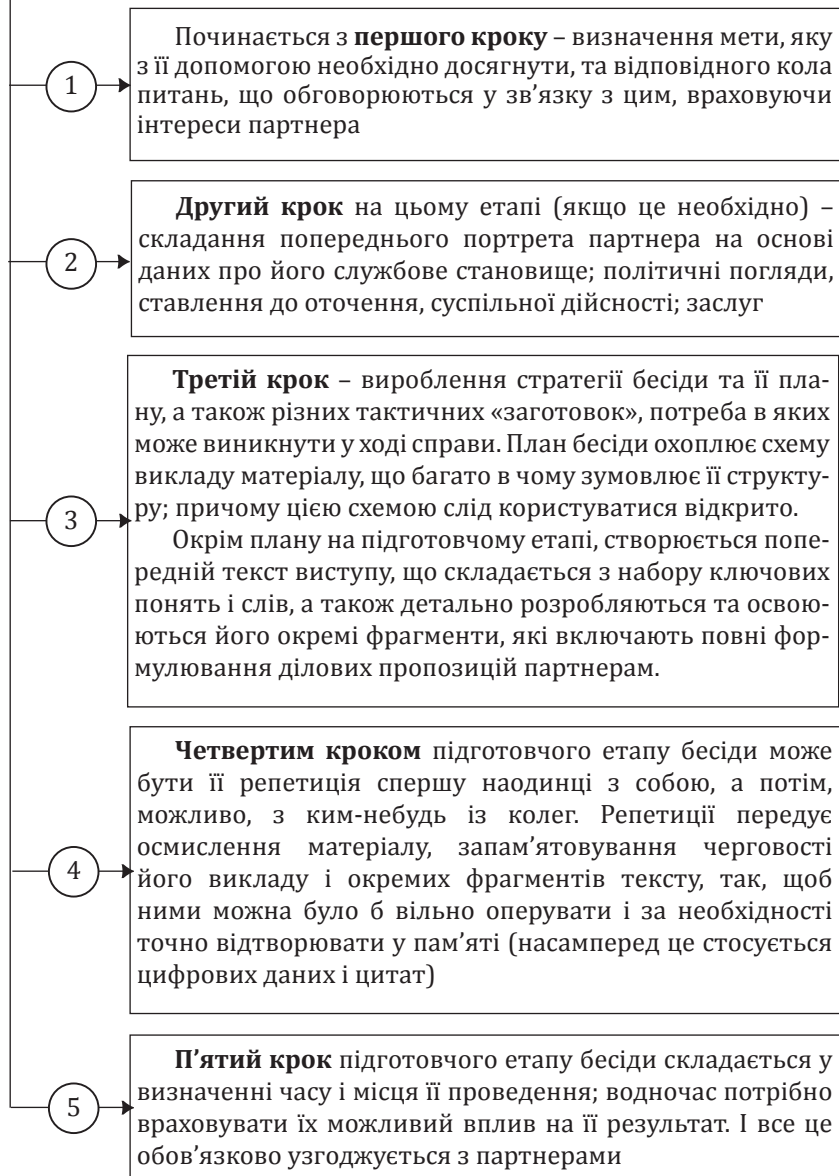 1
Починається з першого кроку – визначення мети, яку
з її допомогою необхідно досягнути, та відповідного кола
питань, що обговорюються у зв’язку з цим, враховуючи
інтереси партнера
2
Другий крок на цьому етапі (якщо це необхідно) –
складання попереднього портрета партнера на основі
даних про його службове становище; політичні погляди,
ставлення до оточення, суспільної дійсності; заслуг
3
Третій крок – вироблення стратегії бесіди та її пла-
ну, а також різних тактичних «заготовок», потреба в яких
може виникнути у ході справи. План бесіди охоплює схему
викладу матеріалу, що багато в чому зумовлює її структу-
ру; причому цією схемою слід користуватися відкрито.
Окрім плану на підготовчому етапі, створюється попе-
редній текст виступу, що складається з набору ключових
понять і слів, а також детально розробляються та освою-
ються його окремі фрагменти, які включають повні фор-
мулювання ділових пропозицій партнерам.
4
Четвертим кроком підготовчого етапу бесіди може
бути її репетиція спершу наодинці з собою, а потім,
можливо, з ким-небудь із колег. Репетиції передує
осмислення матеріалу, запам’ятовування черговості
його викладу і окремих фрагментів тексту, так, щоб
ними можна було б вільно оперувати і за необхідності
точно відтворювати у пам’яті (насамперед це стосується
цифрових даних і цитат)
5
П’ятий крок підготовчого етапу бесіди складається у
визначенні часу і місця її проведення; водночас потрібно
враховувати їх можливий вплив на її результат. І все це
обов’язково узгоджується з партнерами